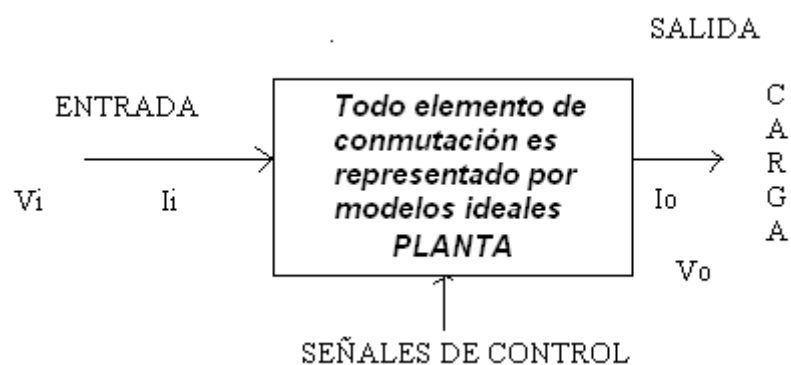 SALIDA
ENTRADA
Vi
Ii
Todo elemento de
conmutación es
representado por
modelos ideales
PLANTA
Io
Vo
C
A
R
G
A
SEÑALES DE CONTROL